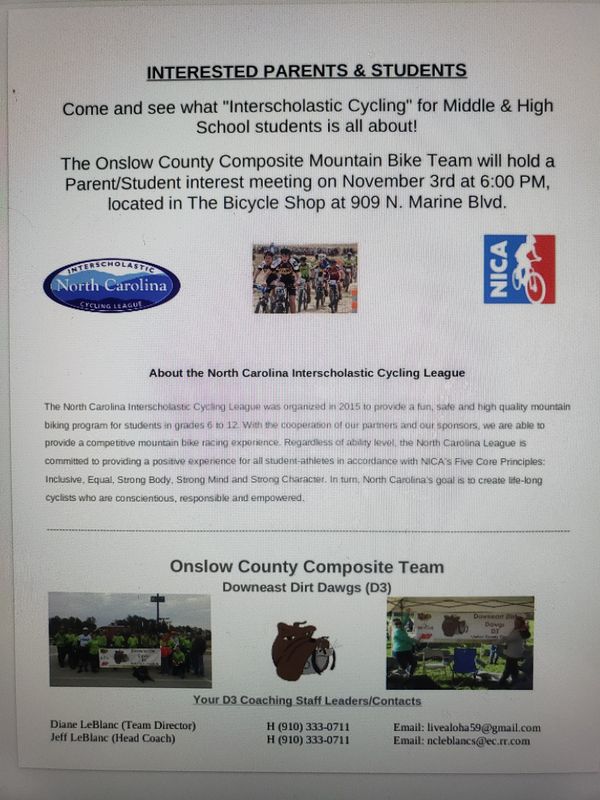 INTERESTED PARENTS & STUDENTS
Come and see what "Interscholastic Cycling" for Middle & High
School students is all about!
The Onslow County Composite Mountain Bike Team will hold a
Parent/Student interest meeting on November 3rd at 6:00 PM,
located in The Bicycle Shop at 909 N. Marine Blvd.
INTERSCHOLASTIC
North Carolina
CYCLING LEAGUE
NICA
About the North Carolina Interscholastic Cycling League
The North Carolina Interscholastic Cycling League was organized in 2015 to provide a fun, safe and high quality mountain
biking program for students in grades 6 to 12. With the cooperation of our partners and our sponsors, we are able to
provide a competitive mountain bike racing experience. Regardless of ability level, the North Carolina League is
committed to providing a positive experience for all student-athletes in accordance with NICA's Five Core Principles:
Inclusive, Equal, Strong Body, Strong Mind and Strong Character. In turn, North Carolina's goal is to create life-long
cyclists who are conscientious, responsible and empowered.
Onslow County Composite Team
Downeast Dirt Dawgs (D3)
Downeast Dirt
Dawgs
D3
Your D3 Coaching Staff Leaders/Contacts
Diane LeBlanc (Team Director) H (910) 333-0711 Email: livealoha59@gmail.com
Jeff LeBlanc (Head Coach) H (910) 333-0711 Email: ncleblancs@ec.rr.com